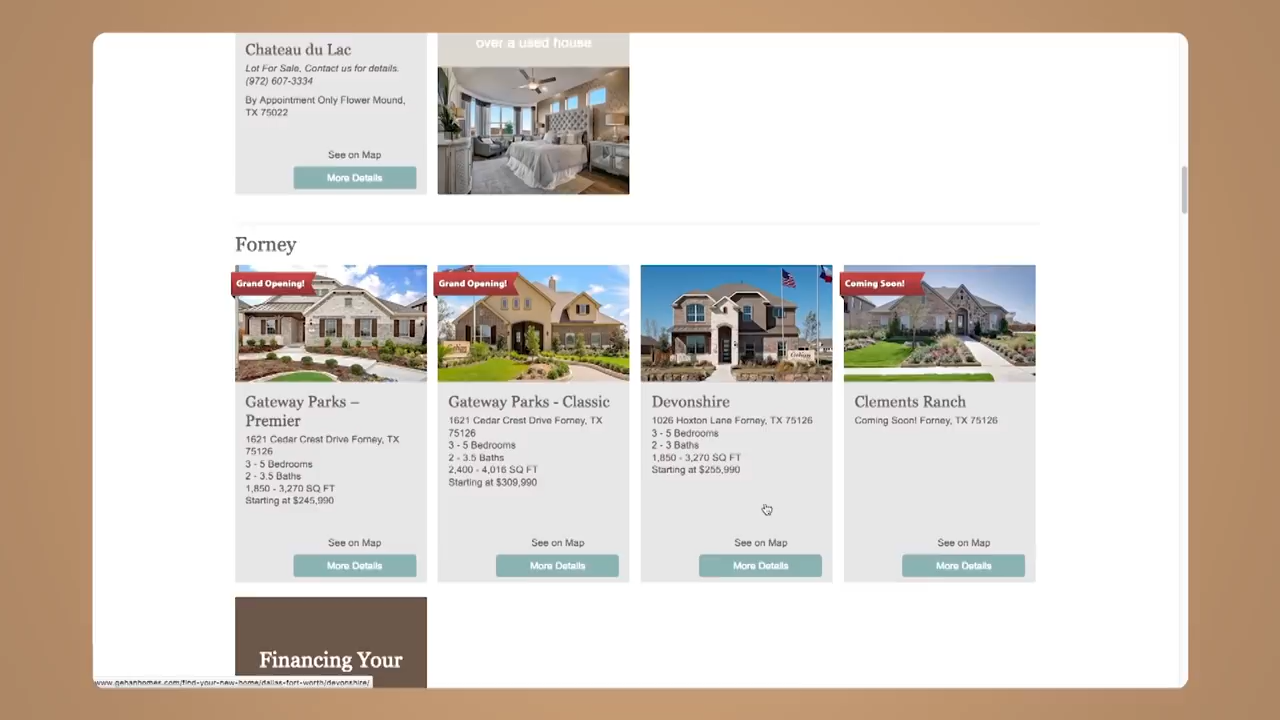 over a used house
Chateau du Lac
Lot For Sale, Contact us for details.
(972) 607-3334
By Appointment Only Flower Mound,
TX 75022
See on Map
More Details
Forney
Grand Opening!
Gateway Parks –
Premier
1621 Cedar Crest Drive Forney, TX
75126
3 - 5 Bedrooms
2 - 3.5 Baths
1,850 - 3,270 SQ FT
Starting at $245,990
See on Map
More Details
Grand Opening!
Gateway Parks - Classic
1621 Cedar Crest Drive Forney, TX
75126
3 - 5 Bedrooms
2 - 3.5 Baths
2,400 - 4,016 SQ FT
Starting at $309,990
See on Map
More Details
Devonshire
1026 Hoxton Lane Forney, TX 75126
3 - 5 Bedrooms
2 - 3 Baths
1,850 - 3,270 SQ FT
Starting at $255,990
See on Map
More Details
Coming Soon!
Clements Ranch
Coming Soon! Forney, TX 75126
See on Map
More Details
Financing Your
www.gehanhomes.com/find-your-new-home/dallas-fort-worth/devonshire/